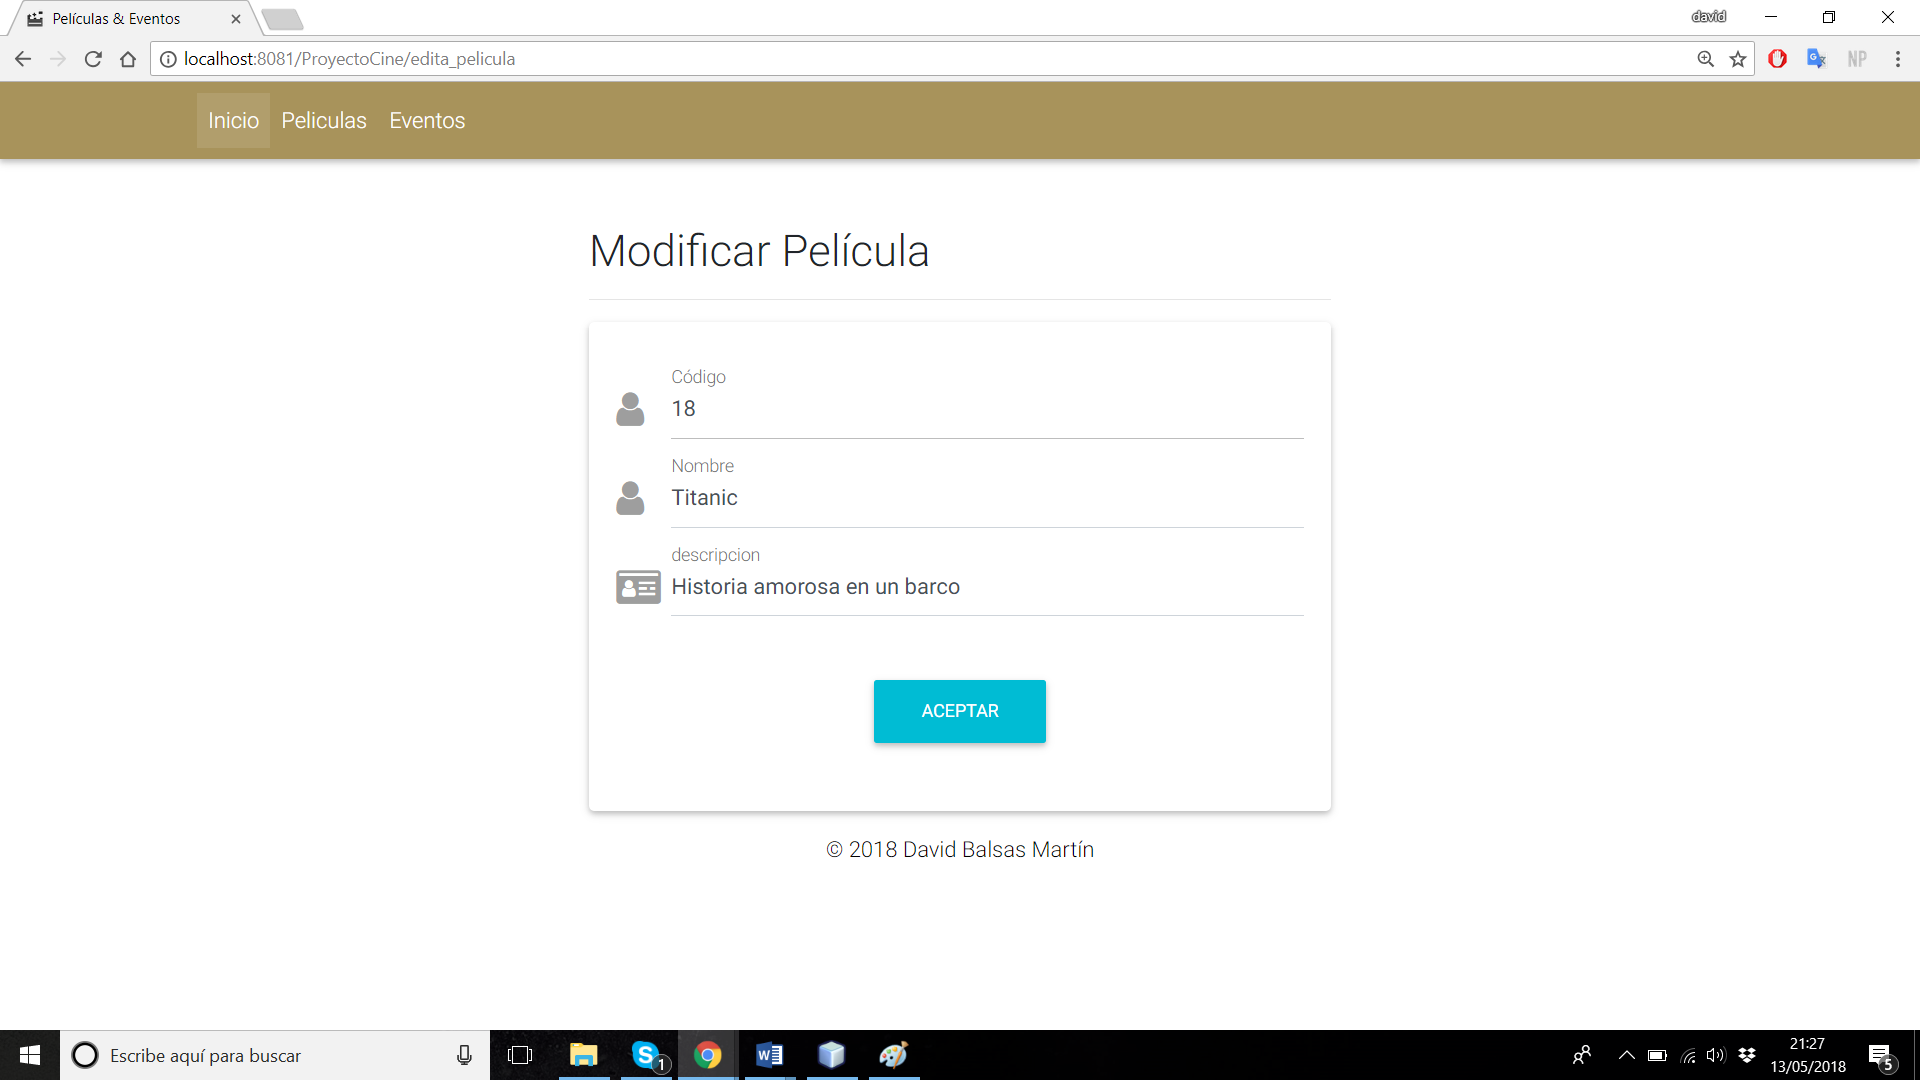 Películas & Eventos
david
localhost:8081/ProyectoCine/edita_pelicula
NP
Inicio Peliculas Eventos
Modificar Película
Código
18
Nombre
Titanic
descripcion
Historia amorosa en un barco
ACEPTAR
© 2018 David Balsas Martín
Escribe aquí para buscar
1
21:27
13/05/2018
5